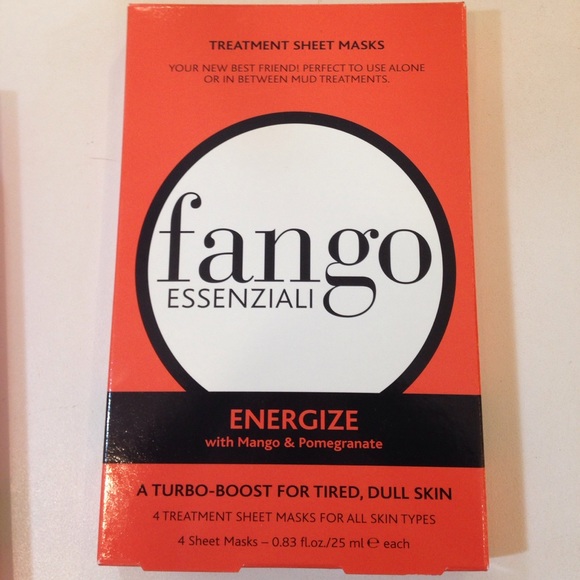 TREATMENT SHEET MASKS
YOUR NEW BEST FRIEND! PERFECT TO USE ALONE
OR IN BETWEEN MUD TREATMENTS.
fango
ESSENZIALI
ENERGIZE
with Mango & Pomegranate
A TURBO-BOOST FOR TIRED, DULL SKIN
4 TREATMENT SHEET MASKS FOR ALL SKIN TYPES
4 Sheet Masks – 0.83 fl.oz./25 ml ℮ each